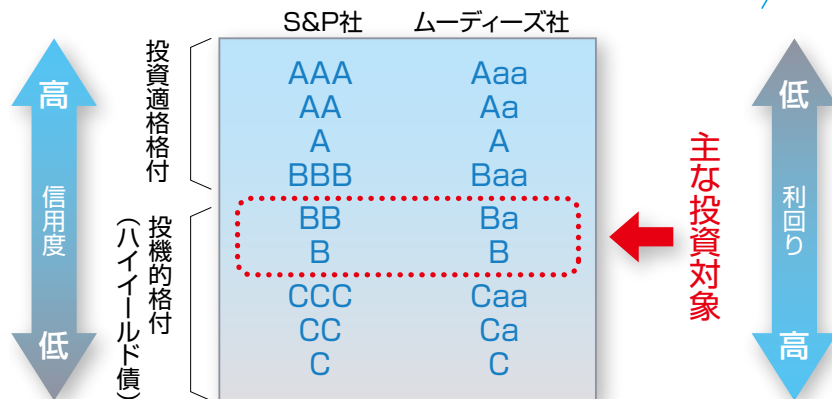 S&P社 ムーディーズ社
高
信用度
低
投資適格格付
投機的格付
（ハイイールド債）
AAA Aaa
AA Aa
A A
BBB Baa
BB Ba
B B
CCC Caa
CC Ca
C C
主な投資対象
低
利回り
高